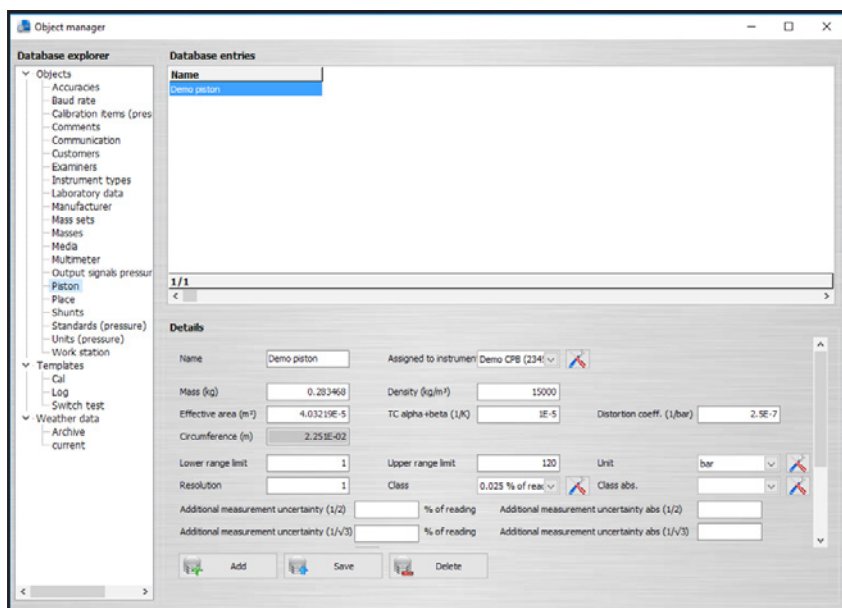 Object manager
Database explorer
Objects
Accuracies
Baud rate
Calibration items (pres
Comments
Communication
Customers
Examiners
Instrument types
Laboratory data
Manufacturer
Mass sets
Masses
Media
Multimeter
Output signals pressur
Piston
Place
Shunts
Standards (pressure)
Units (pressure)
Work station
Templates
Cal
Log
Switch test
Weather data
Archive
current
Database entries
Name
Demo piston
1/1
Details
Name Demo piston Assigned to instrumen Demo CPB (234
Mass (kg) 0.283468 Density (kg/m³) 15000
Effective area (m²) 4.03219E-5 TC alpha+beta (1/K) 1E-5 Distortion coeff. (1/bar) 2.5E-7
Circumference (m) 2.251E-02
Lower range limit 1 Upper range limit 120 Unit bar
Resolution 1 Class 0.025 % of rea Class abs.
Additional measurement uncertainty (1/2) % of reading Additional measurement uncertainty abs (1/2)
Additional measurement uncertainty (1/√3) % of reading Additional measurement uncertainty abs (1/√3)
Add Save Delete